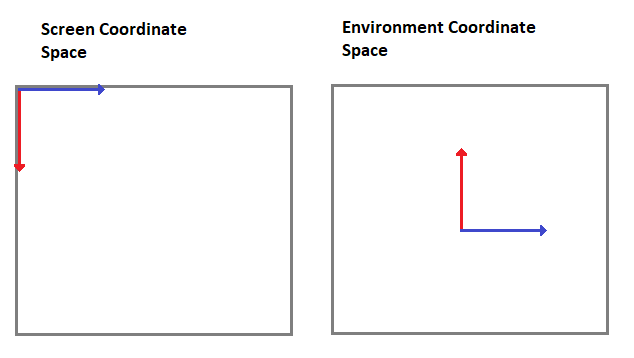 Screen Coordinate
Space
Environment Coordinate
Space